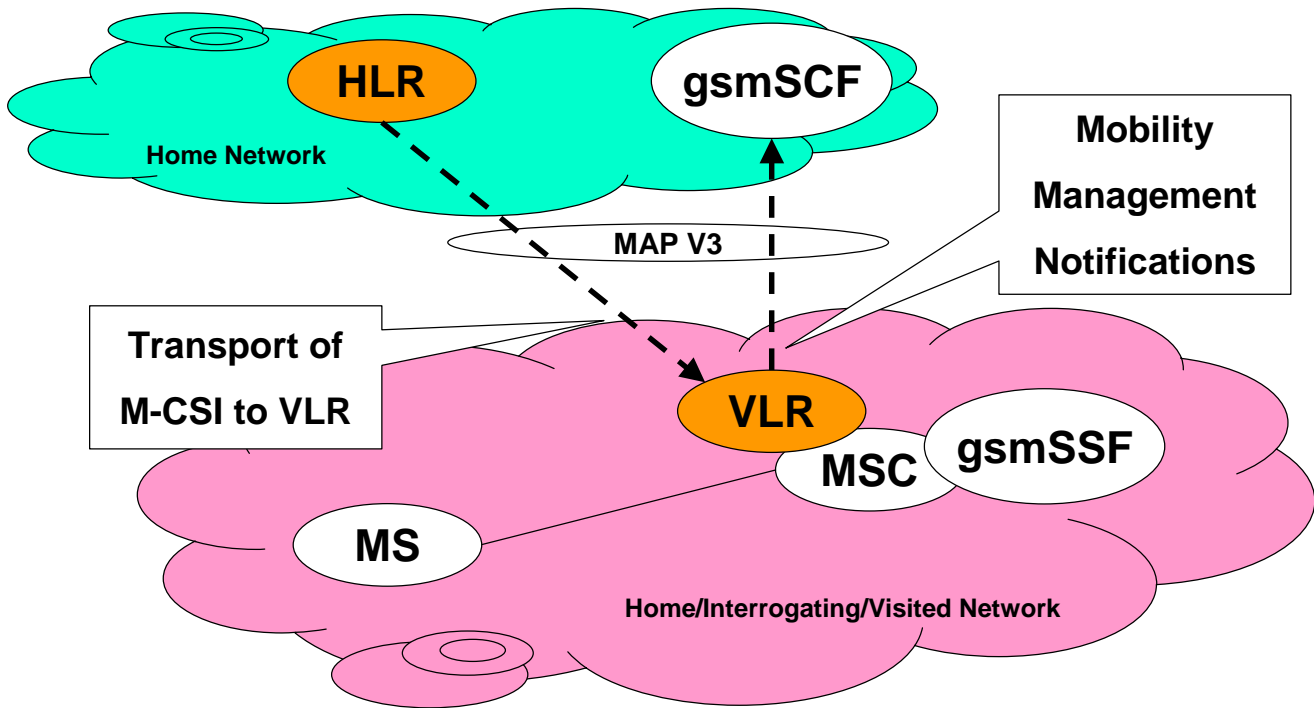 HLR
gsmSCF
Home Network
Mobility
Management
Notifications
MAP V3
Transport of
M-CSI to VLR
VLR
gsmSSF
MSC
MS
Home/Interrogating/Visited Network